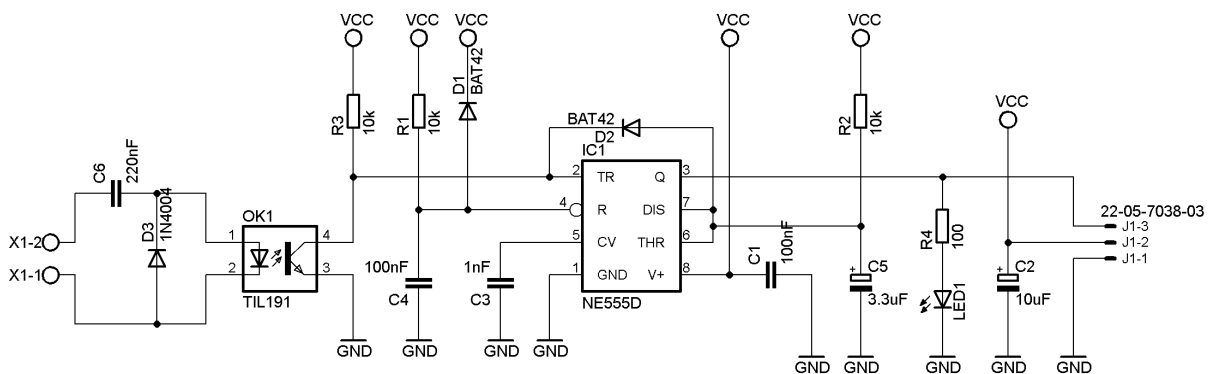 VCC
VCC
VCC
VCC
VCC
VCC
R3
10k
R1
10k
D1
BAT42
BAT42
D2
R2
10k
C6
220nF
D3
1N4004
X1-2
X1-1
OK1
1
2
4
3
TIL191
100nF
C4
1nF
C3
IC1
2 TR Q 3
4 R DIS 7
5 CV THR 6
1 GND V+ 8
NE555D
C1
100nF
C5
+
3.3uF
R4
100
LED1
+
C2
10uF
22-05-7038-03
J1-3
J1-2
J1-1
GND
GND
GND
GND
GND
GND
GND
GND
GND